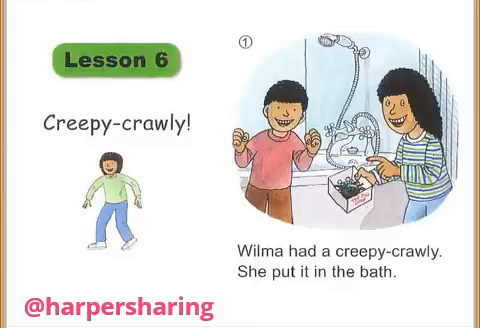 Lesson 6
Creepy-crawly!
①
Wilma had a creepy-crawly.
She put it in the bath.
@harpersharing